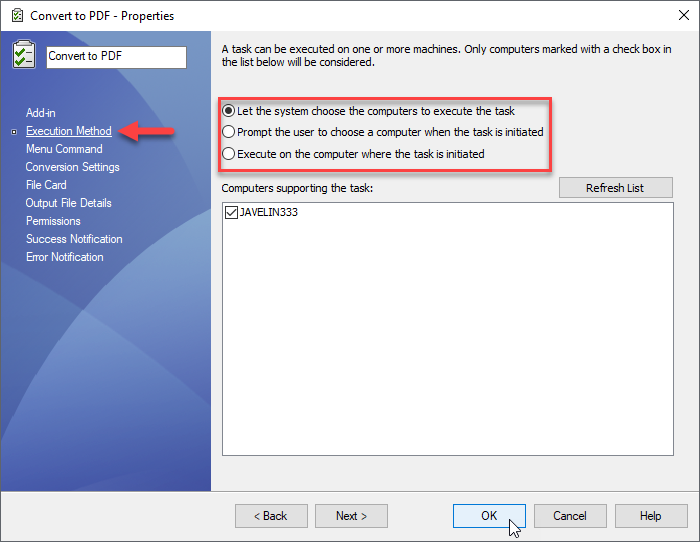 Convert to PDF - Properties
Convert to PDF
Add-in
Execution Method
Menu Command
Conversion Settings
File Card
Output File Details
Permissions
Success Notification
Error Notification
A task can be executed on one or more machines. Only computers marked with a check box in
the list below will be considered.
Let the system choose the computers to execute the task
Prompt the user to choose a computer when the task is initiated
Execute on the computer where the task is initiated
Computers supporting the task:
Refresh List
JAVELIN333
< Back
Next >
OK
Cancel
Help